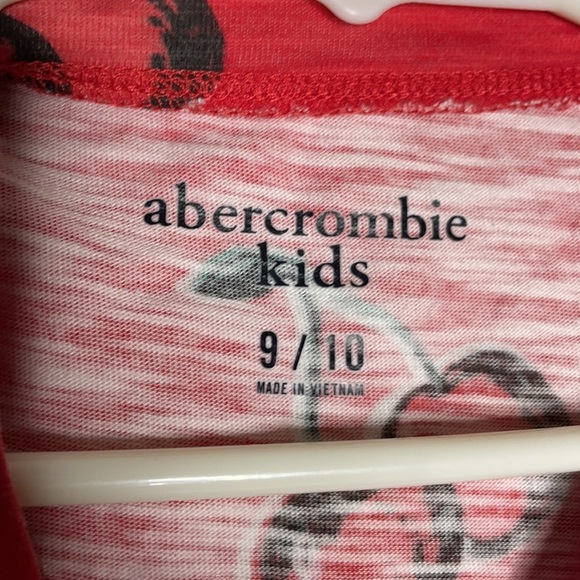 abercrombie
kids
9 / 10
MADE IN VIETNAM